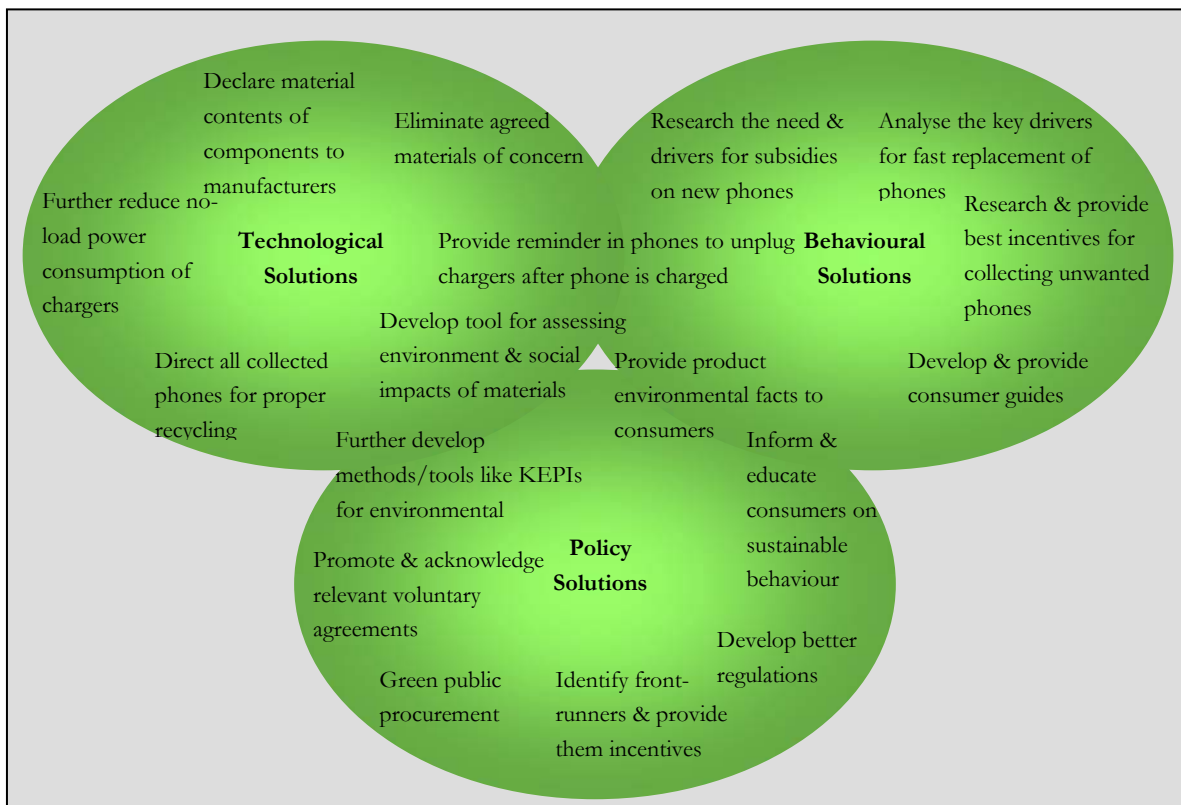 Declare material
contents of
components to
manufacturers
Eliminate agreed
materials of concern
Further reduce no-
load power
consumption of
chargers
Technological
Solutions
Provide reminder in phones to unplug
chargers after phone is charged
Develop tool for assessing
environment & social
impacts of materials
Direct all collected
phones for proper
recycling
Research the need &
drivers for subsidies
on new phones
Analyse the key drivers
for fast replacement of
phones
Behavioural
Solutions
Research & provide
best incentives for
collecting unwanted
phones
Provide product
environmental facts to
consumers
Develop & provide
consumer guides
Further develop
methods/tools like KEPIs
for environmental
Inform &
educate
consumers on
sustainable
behaviour
Policy
Solutions
Promote & acknowledge
relevant voluntary
agreements
Develop better
regulations
Green public
procurement
Identify front-
runners & provide
them incentives